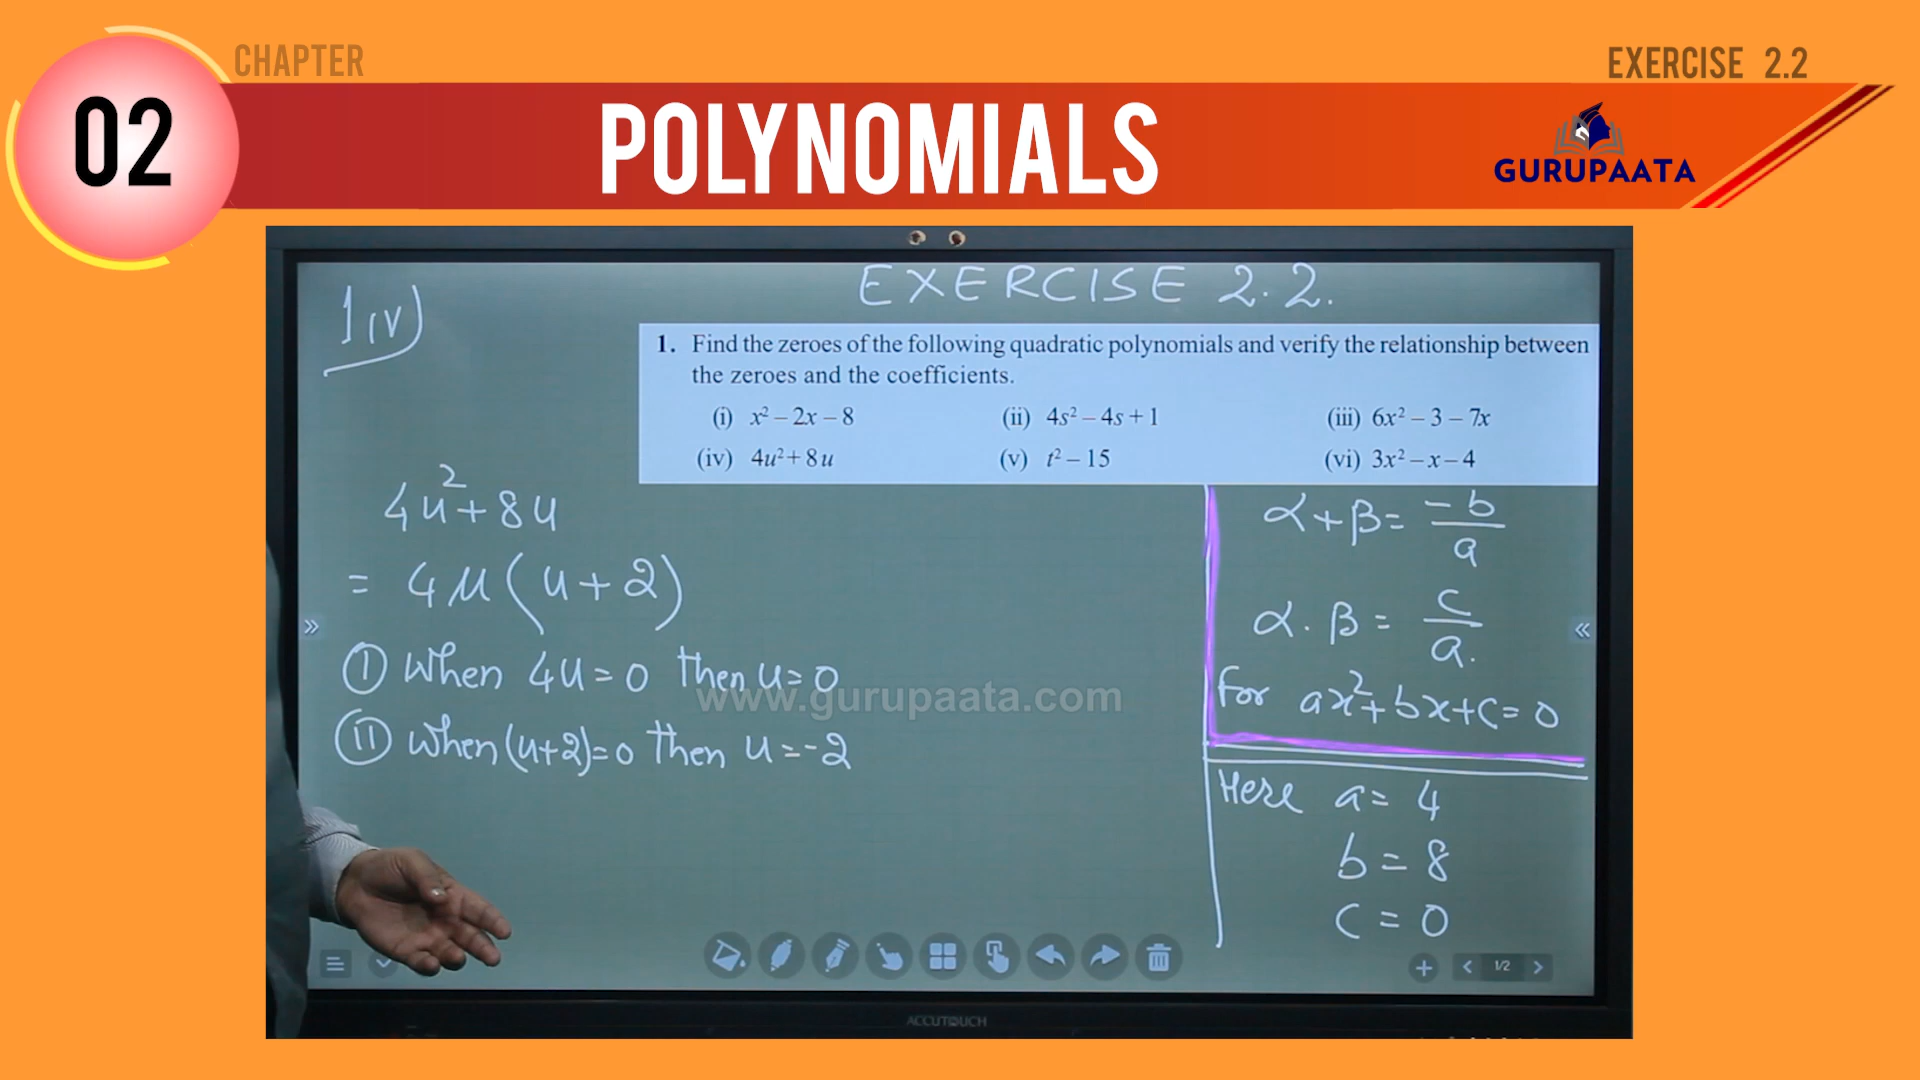 CHAPTER
EXERCISE 2.2
02
POLYNOMIALS
GURUPAATA
EXERCISE 2.2.
1 (iv)
1. Find the zeroes of the following quadratic polynomials and verify the relationship between
the zeroes and the coefficients.
(i) x² – 2x – 8 (ii) 4s² – 4s + 1 (iii) 6x² – 3 – 7x
(iv) 4u² + 8u (v) t² – 15 (vi) 3x² – x – 4
4u²+8u
= 4u(u+2)
(I) When 4u=0 then u=0
(II) When (u+2)=0 then u=-2
www.gurupaata.com
α+β= -b/a
α.β= c/a.
For ax²+bx+c=0
Here a=4
b=8
c=0
1/2
ACCUTOUCH